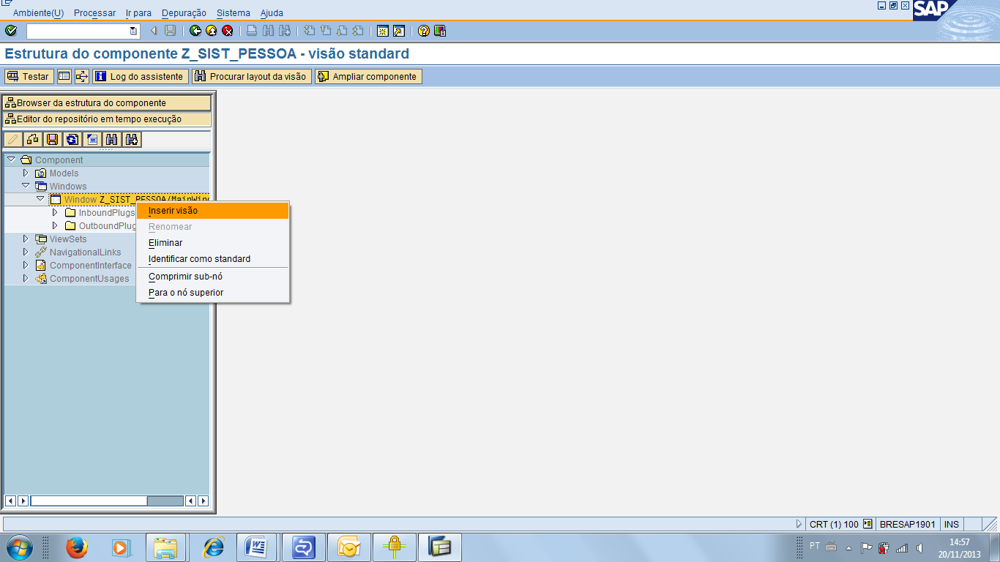 Ambiente(U) Processar Ir para Depuração Sistema Ajuda
SAP
Estrutura do componente Z_SIST_PESSOA - visão standard
Testar Log do assistente Procurar layout da visão Ampliar componente
Browser da estrutura do componente
Editor do repositório em tempo execução
Component
Models
Windows
Window Z_SIST_PESSOA/MainWind
InboundPlugs
OutboundPlug
ViewSets
NavigationalLinks
ComponentInterface
ComponentUsages
Inserir visão
Renomear
Eliminar
Identificar como standard
Comprimir sub-nó
Para o nó superior
CRT (1) 100 BRESAP1901 INS
PT 14:57
20/11/2013